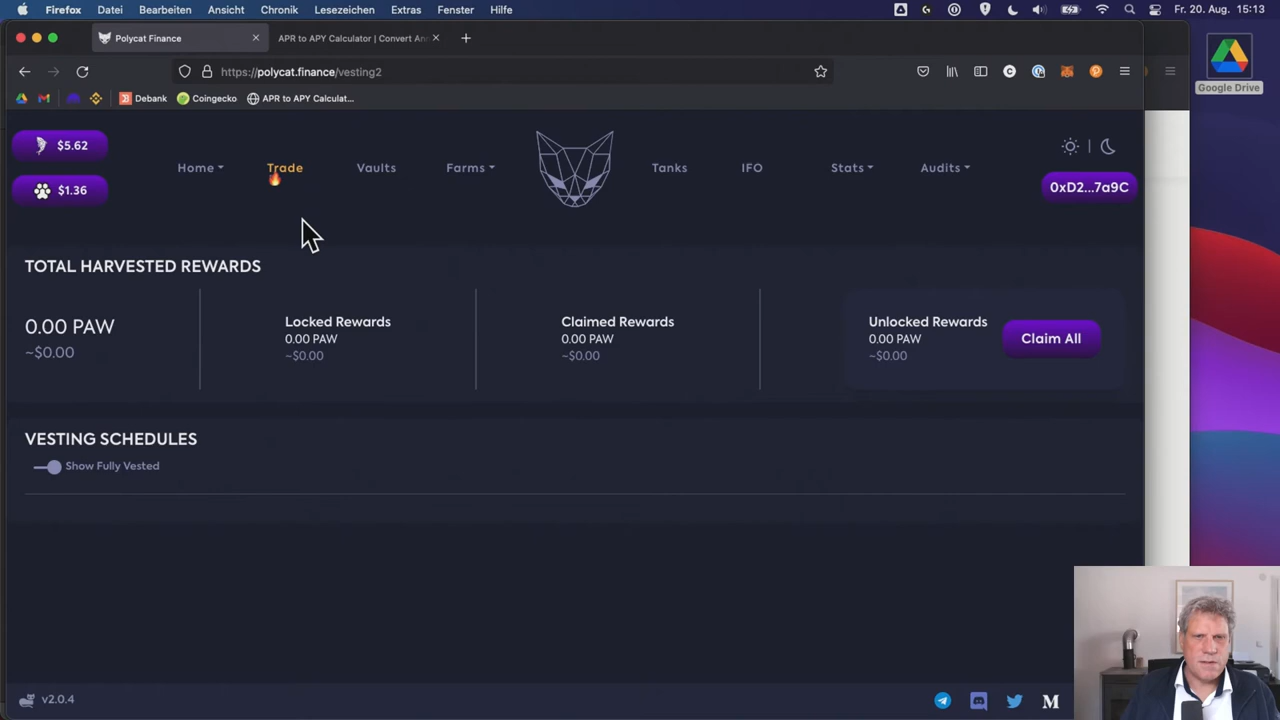 Firefox Datei Bearbeiten Ansicht Chronik Lesezeichen Extras Fenster Hilfe Fr. 20. Aug. 15:13
Polycat Finance APR to APY Calculator | Convert An
https://polycat.finance/vesting2
Debank Coingecko APR to APY Calculat...
Google Drive
$5.62
$1.36
Home Trade Vaults Farms Tanks IFO Stats Audits
0xD2...7a9C
TOTAL HARVESTED REWARDS
0.00 PAW
~$0.00
Locked Rewards
0.00 PAW
~$0.00
Claimed Rewards
0.00 PAW
~$0.00
Unlocked Rewards
0.00 PAW
~$0.00
Claim All
VESTING SCHEDULES
Show Fully Vested
v2.0.4